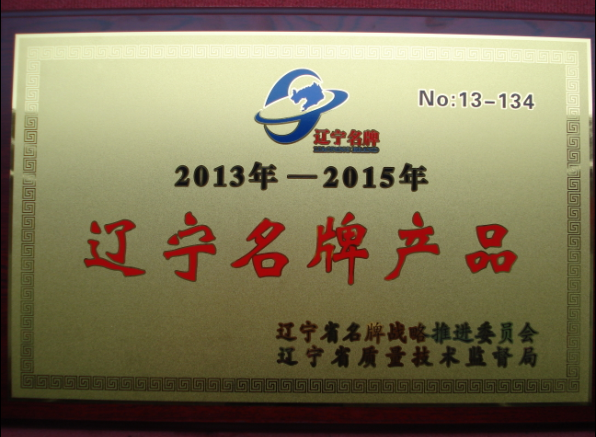 No:13-134
辽宁名牌
2013年—2015年
辽宁名牌产品
辽宁省名牌战略推进委员会
辽宁省质量技术监督局